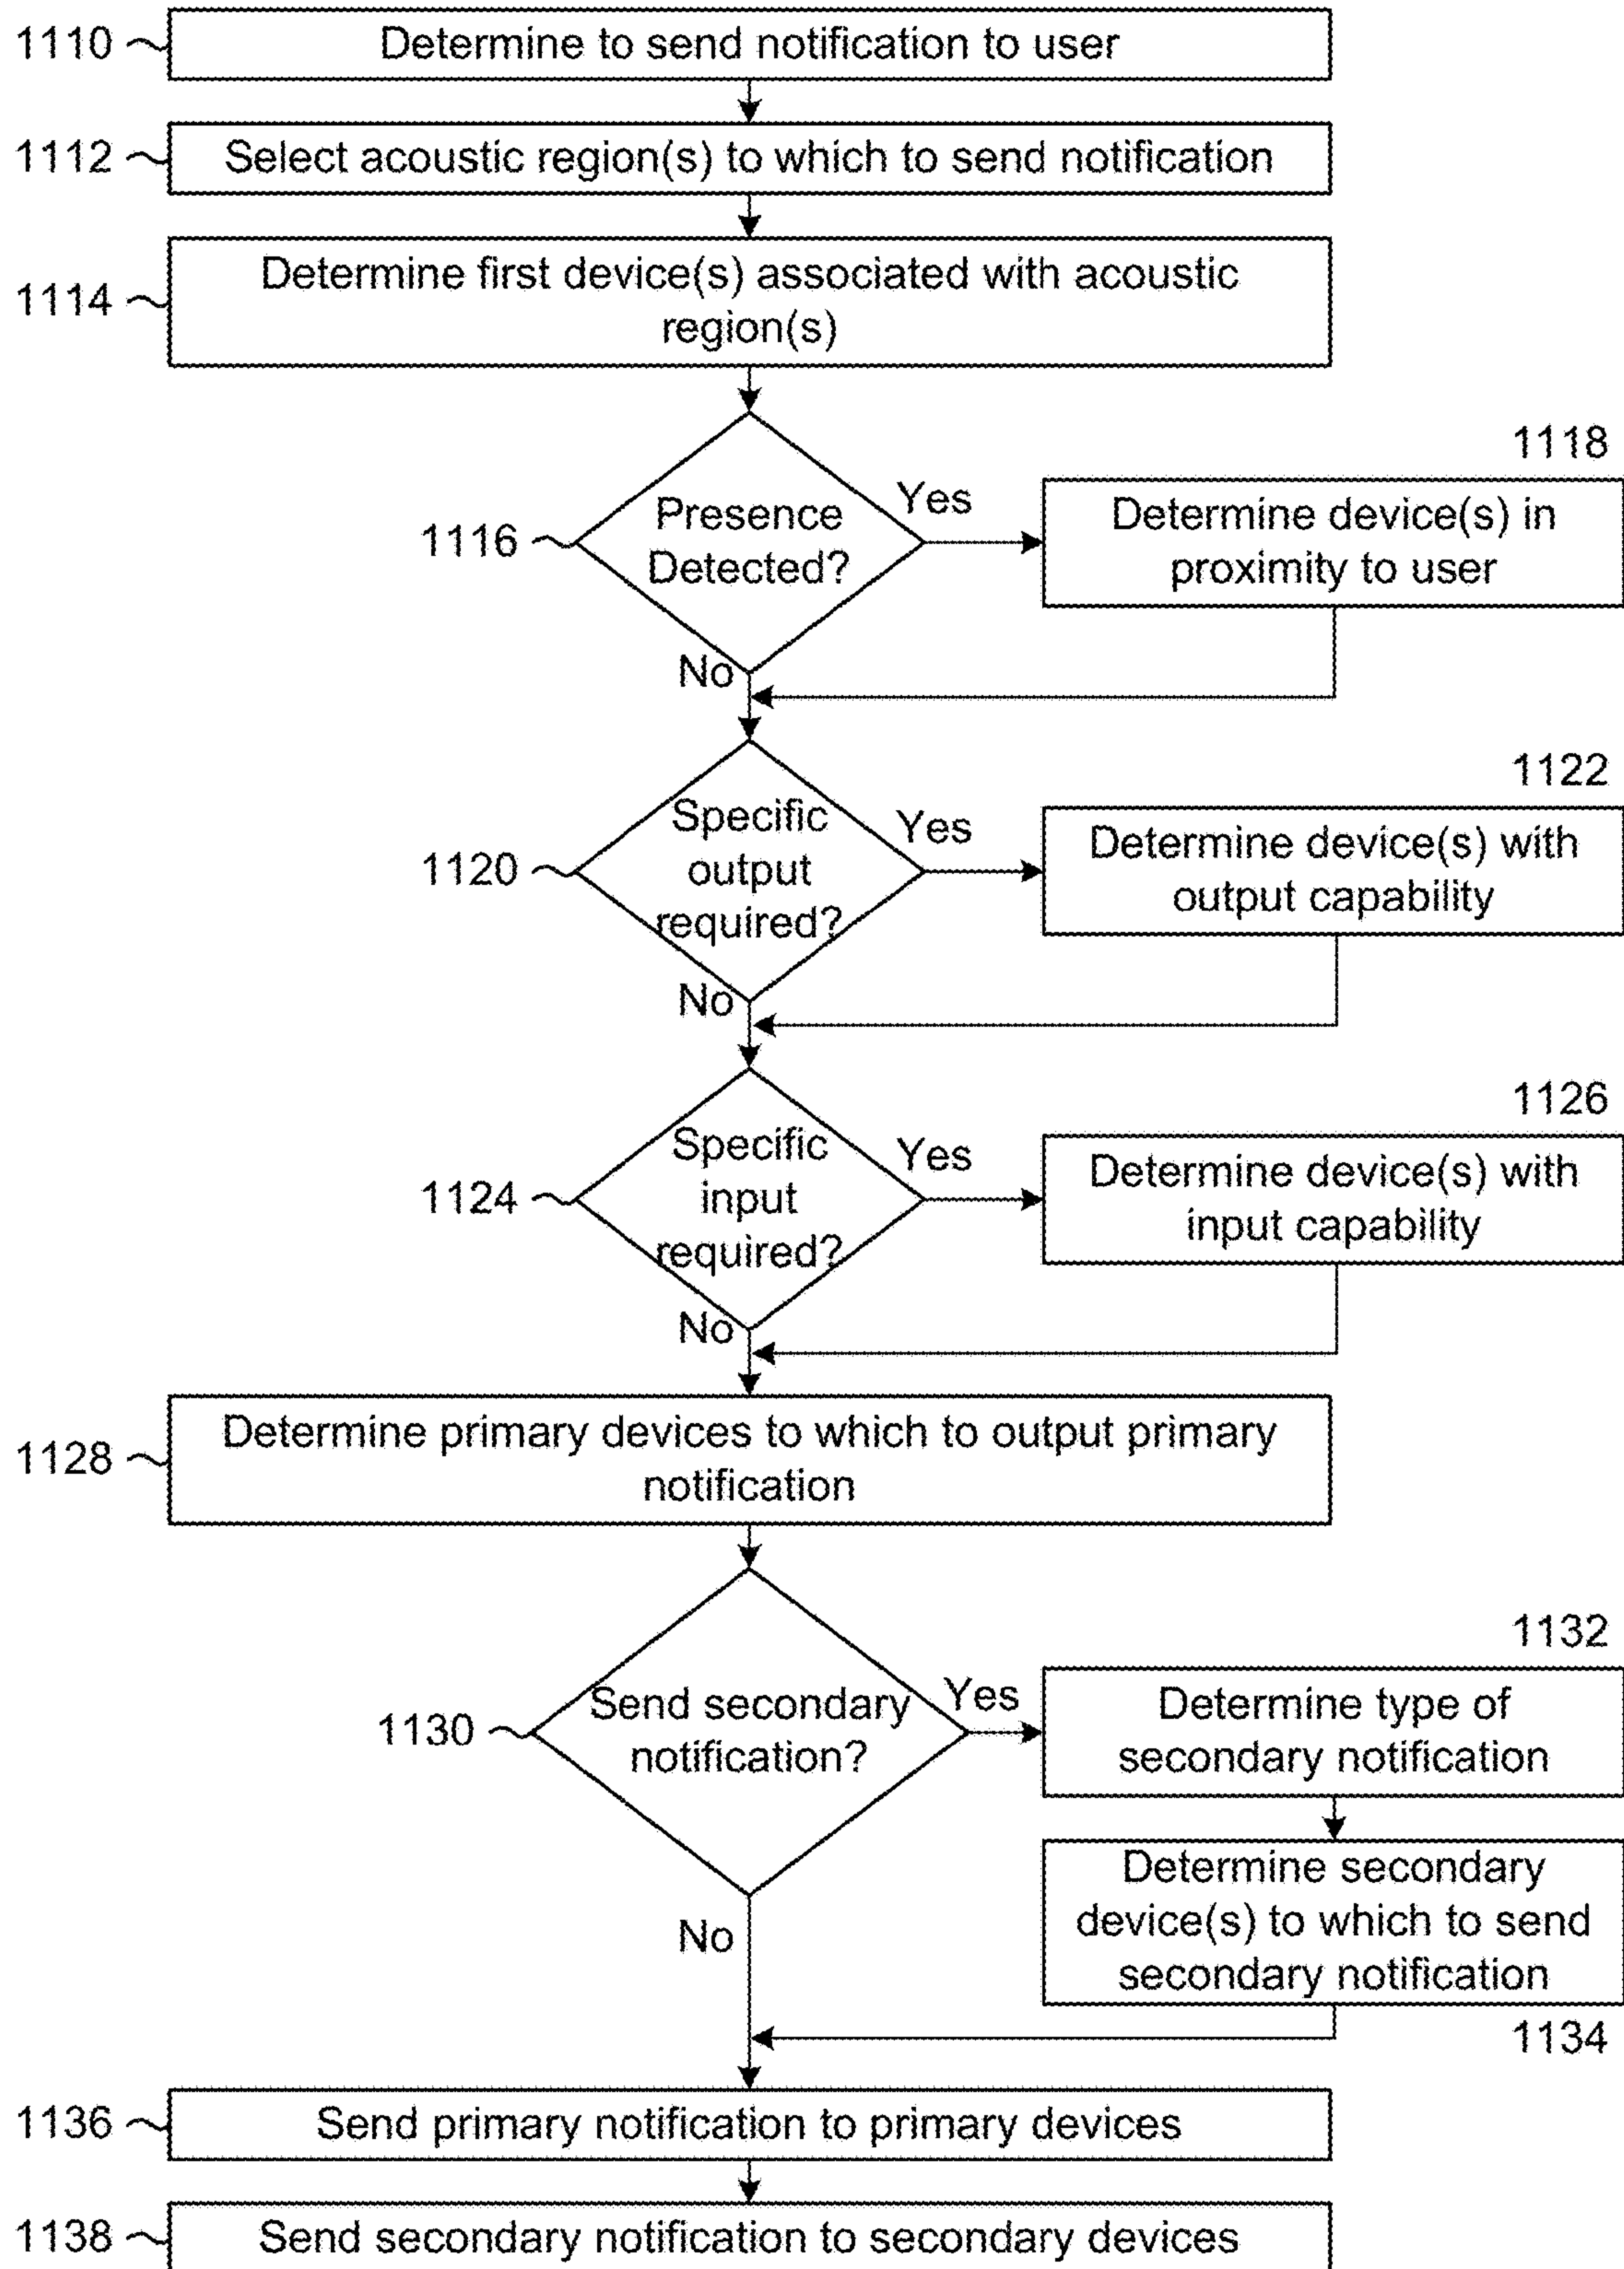 1110
Determine to send notification to user
1112
Select acoustic region(s) to which to send notification
1114
Determine first device(s) associated with acoustic
region(s)
1116
Presence
Detected?
Yes
No
1118
Determine device(s) in
proximity to user
1120
Specific
output
required?
Yes
No
1122
Determine device(s) with
output capability
1124
Specific
input
required?
Yes
No
1126
Determine device(s) with
input capability
1128
Determine primary devices to which to output primary
notification
1130
Send secondary
notification?
Yes
No
1132
Determine type of
secondary notification
Determine secondary
device(s) to which to send
secondary notification
1134
1136
Send primary notification to primary devices
1138
Send secondary notification to secondary devices